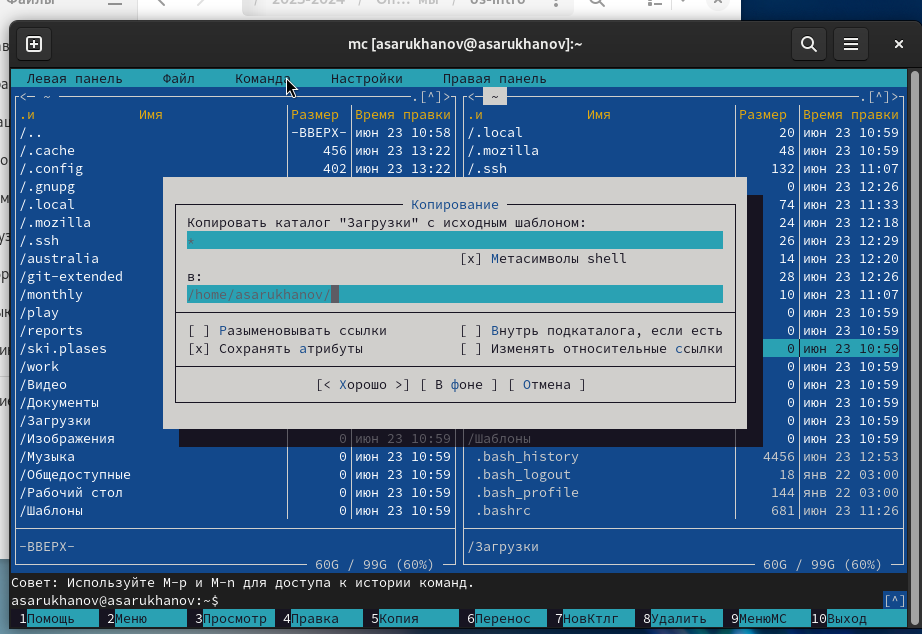 Файлы
2023-2024 / Оп... мы / os-intro
mc [asarukhanov@asarukhanov]:~
Левая панель Файл Команда Настройки Правая панель
<— ~ .[^]> <— ~ .[^]>
.и Имя Размер Время правки .и Имя Размер Время правки
/.. -ВВЕРХ- июн 23 10:58 /.local 20 июн 23 10:59
/.cache 456 июн 23 13:22 /.mozilla 48 июн 23 10:59
/.config 402 июн 23 13:22 /.ssh 132 июн 23 11:07
/.gnupg 0 июн 23 12:26
/.local 74 июн 23 11:33
/.mozilla 24 июн 23 12:18
/.ssh 26 июн 23 12:29
/australia 14 июн 23 12:20
/git-extended 28 июн 23 12:26
/monthly 10 июн 23 11:07
/play 0 июн 23 10:59
/reports 0 июн 23 10:59
/ski.plases 0 июн 23 10:59
/work 0 июн 23 10:59
/Видео 0 июн 23 10:59
/Документы 0 июн 23 10:59
/Загрузки 0 июн 23 10:59
/Изображения 0 июн 23 10:59 /Шаблоны 0 июн 23 10:59
/Музыка 0 июн 23 10:59 .bash_history 4456 июн 23 12:53
/Общедоступные 0 июн 23 10:59 .bash_logout 18 янв 22 03:00
/Рабочий стол 0 июн 23 10:59 .bash_profile 144 янв 22 03:00
/Шаблоны 0 июн 23 10:59 .bashrc 681 июн 23 11:26
Копирование
Копировать каталог "Загрузки" с исходным шаблоном:
*
[x] Метасимволы shell
в:
/home/asarukhanov/
[ ] Разыменовывать ссылки [ ] Внутрь подкаталога, если есть
[x] Сохранять атрибуты [ ] Изменять относительные ссылки
[< Хорошо >] [ В фоне ] [ Отмена ]
-ВВЕРХ- /Загрузки
60G / 99G (60%) 60G / 99G (60%)
Совет: Используйте M-p и M-n для доступа к истории команд.
asarukhanov@asarukhanov:~$ [^]
1Помощь 2Меню 3Просмотр 4Правка 5Копия 6Перенос 7НовКтлг 8Удалить 9МенюМС 10Выход